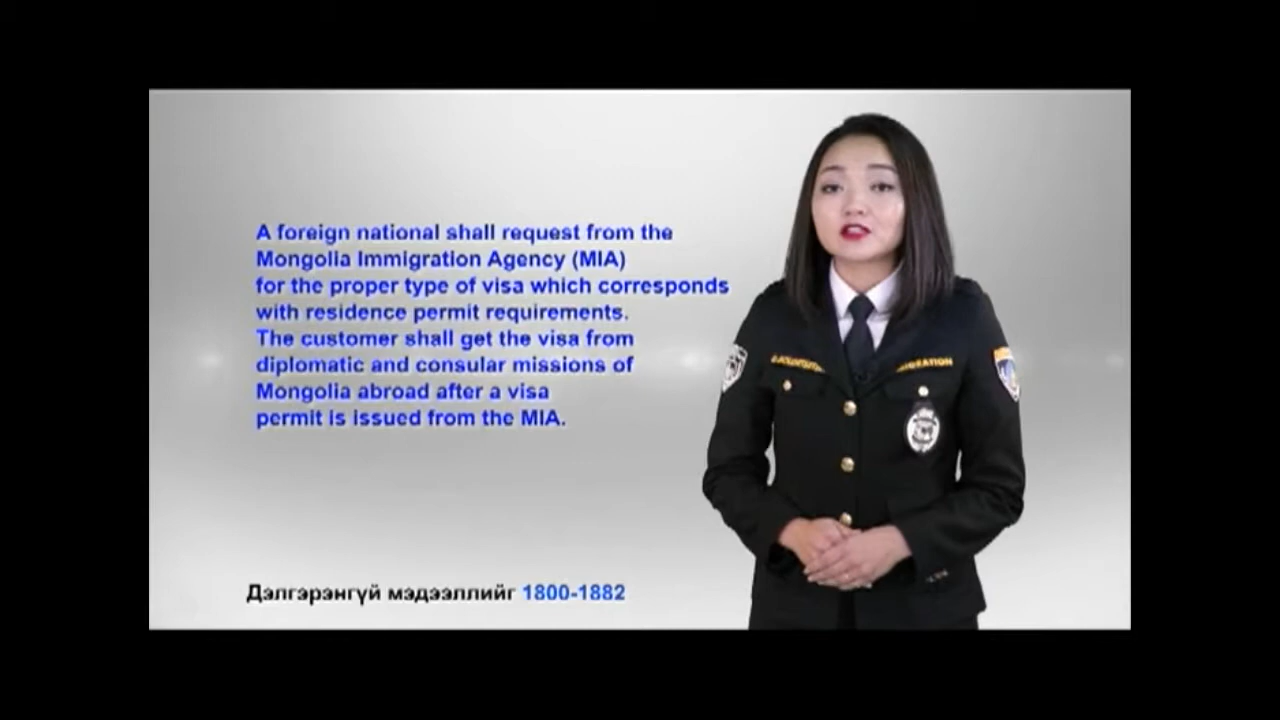 A foreign national shall request from the
Mongolia Immigration Agency (MIA)
for the proper type of visa which corresponds
with residence permit requirements.
The customer shall get the visa from
diplomatic and consular missions of
Mongolia abroad after a visa
permit is issued from the MIA.
Дэлгэрэнгүй мэдээллийг 1800-1882